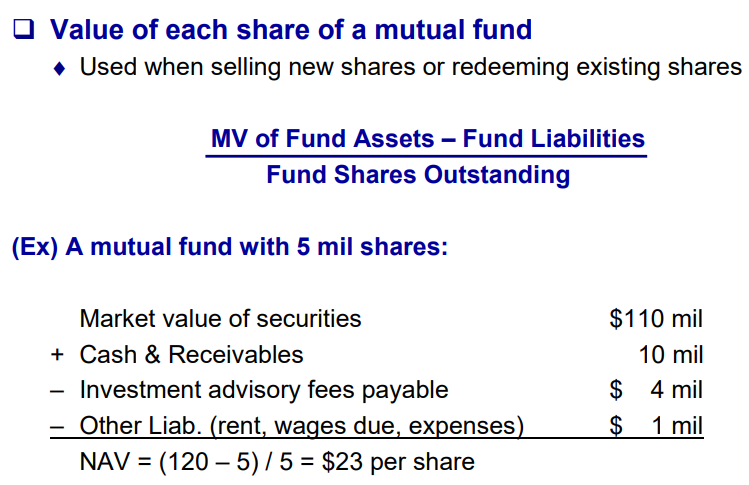 ❑ Value of each share of a mutual fund
♦ Used when selling new shares or redeeming existing shares
MV of Fund Assets – Fund Liabilities
Fund Shares Outstanding
(Ex) A mutual fund with 5 mil shares:
Market value of securities $110 mil
+ Cash & Receivables 10 mil
– Investment advisory fees payable $ 4 mil
– Other Liab. (rent, wages due, expenses) $ 1 mil
NAV = (120 – 5) / 5 = $23 per share